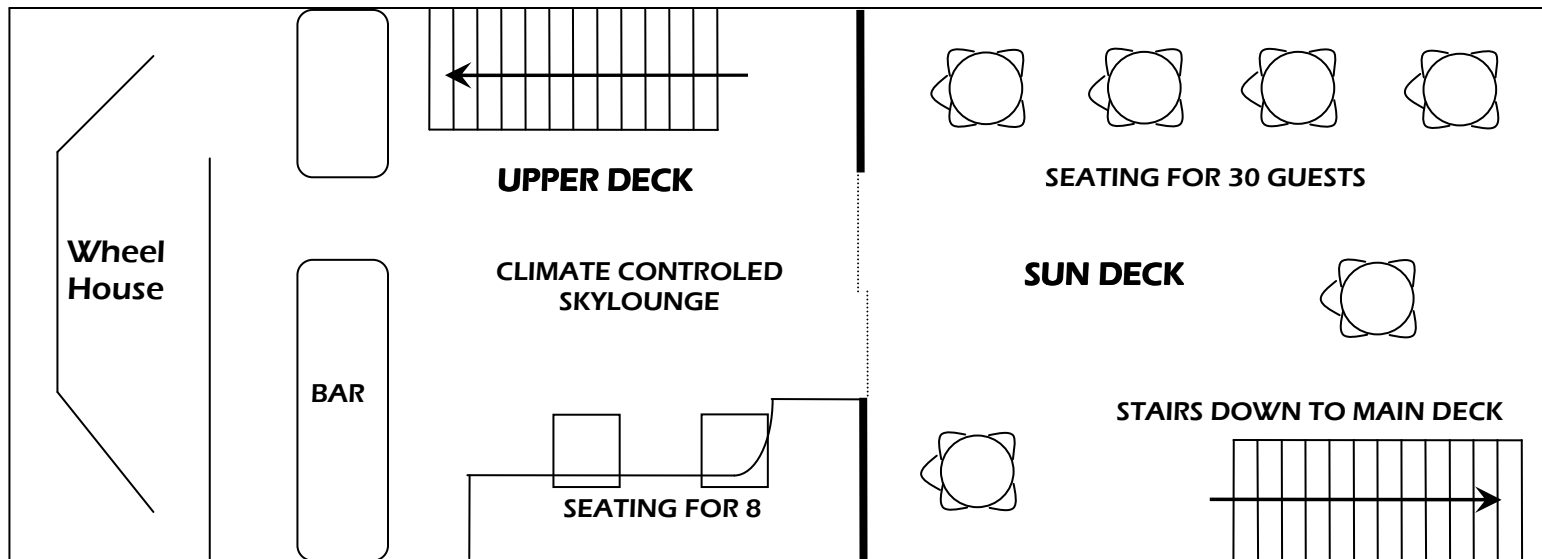 UPPER DECK
SEATING FOR 30 GUESTS
Wheel
House
CLIMATE CONTROLED
SKYLOUNGE
SUN DECK
BAR
STAIRS DOWN TO MAIN DECK
SEATING FOR 8